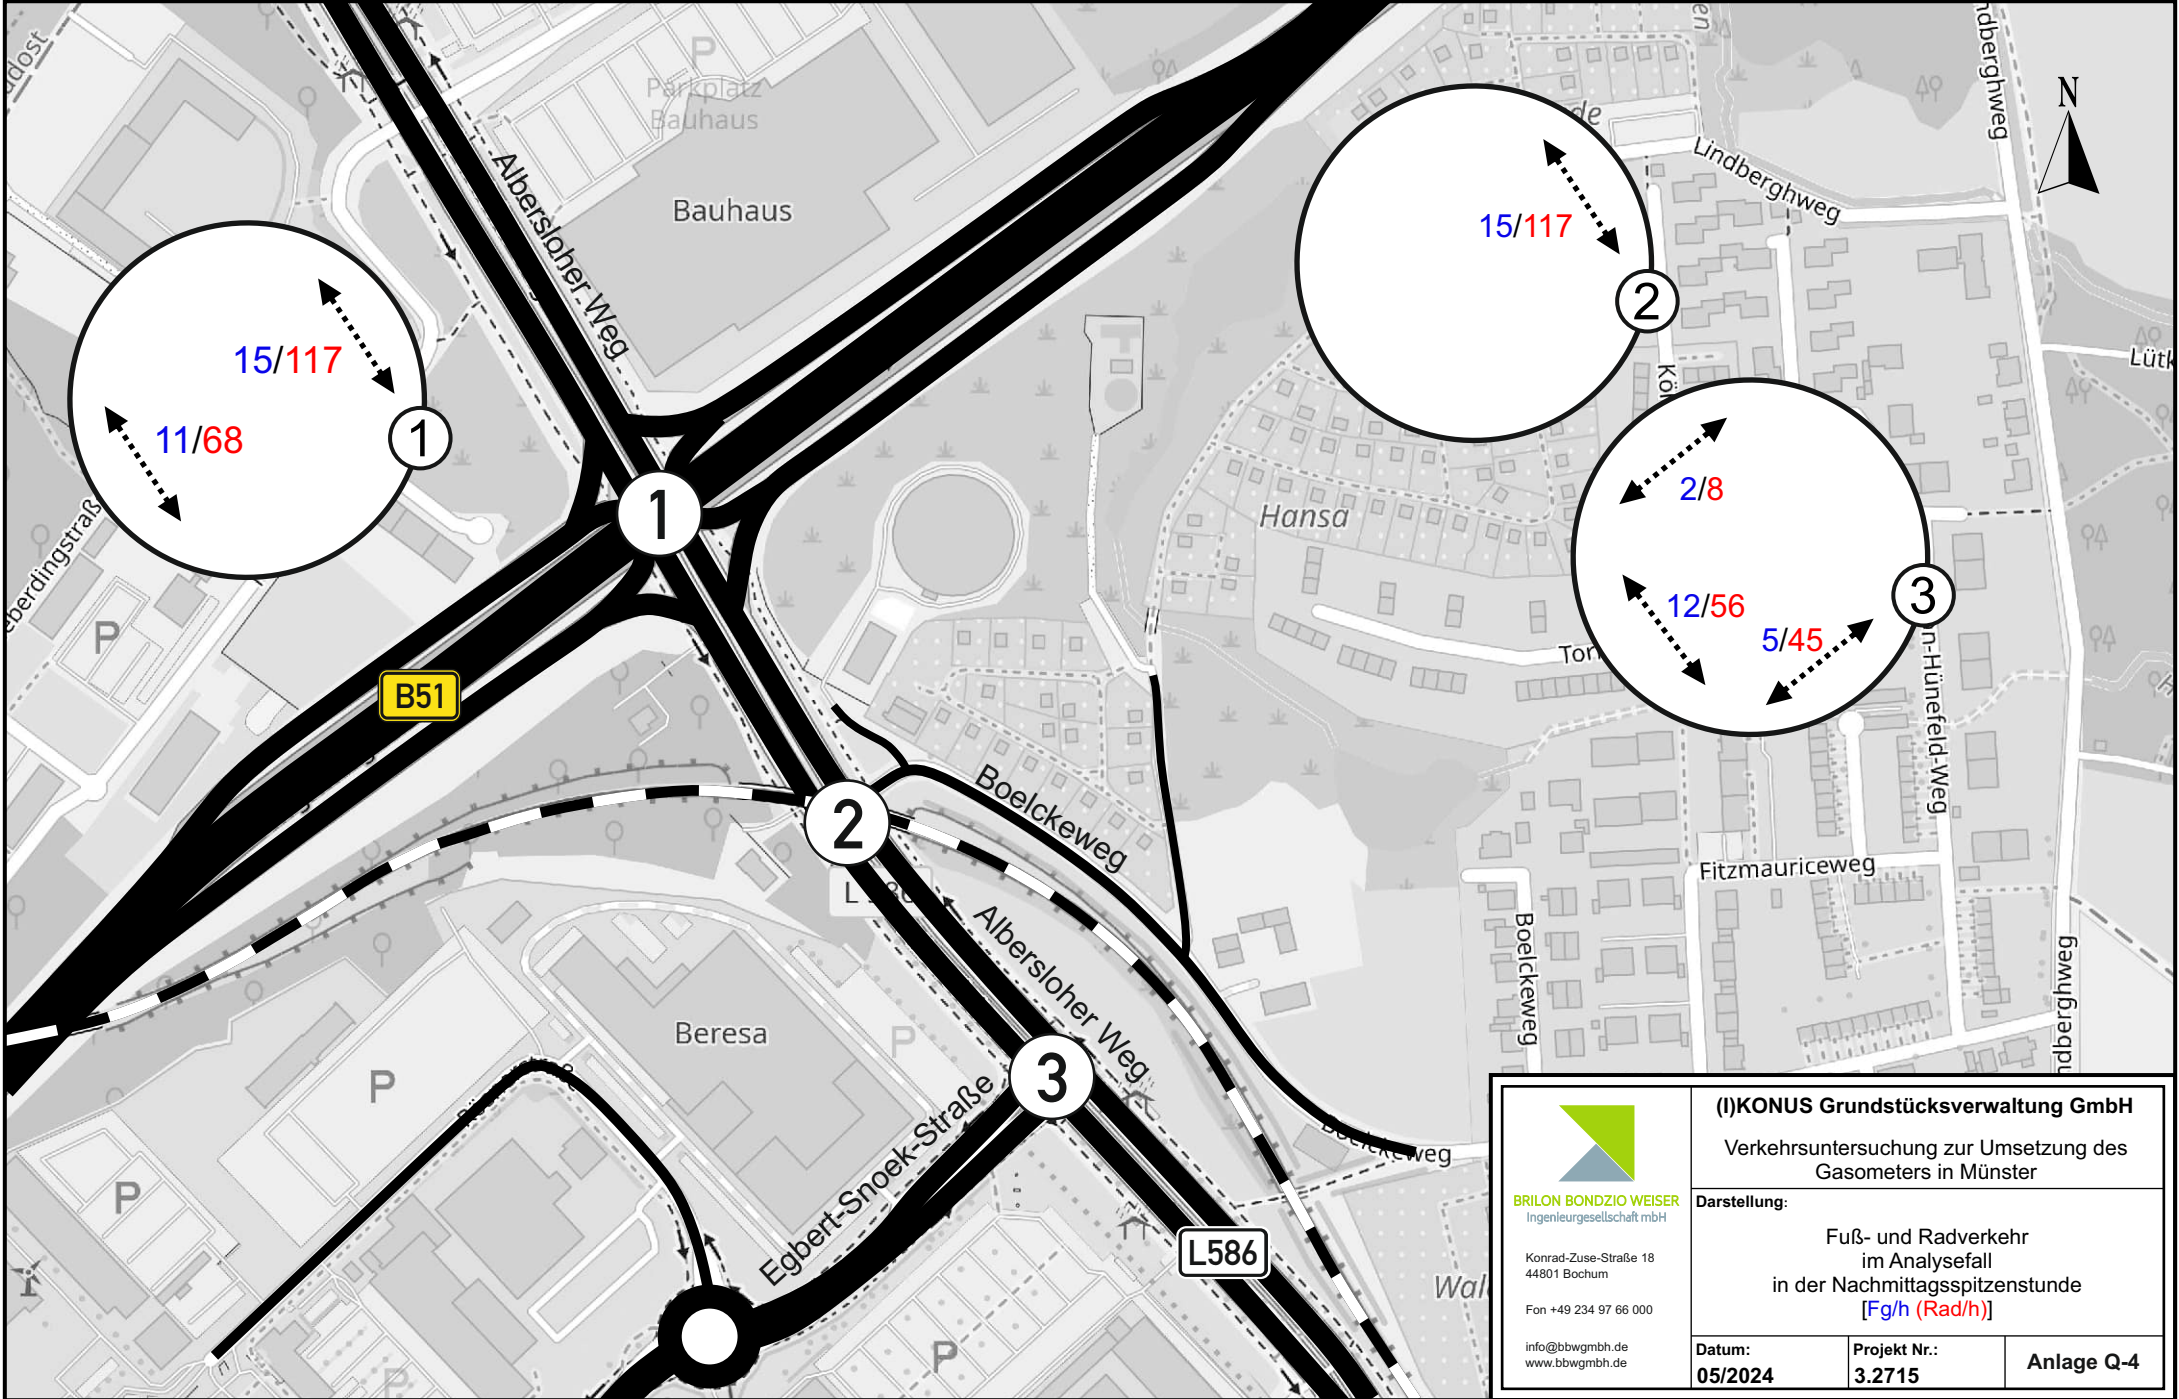 P
Parkplatz
Bauhaus
Albersloher Weg
Bauhaus
N
Lindberghweg
15/117
2
15/117
11/68
1
1
Hansa
2/8
12/56
5/45
3
B51
P
Boelckeweg
2
Fitzmauriceweg
Albersloher Weg
Boelckeweg
Beresa
P
P
3
Egbert-Snoek-Straße
Boelckeweg
P
L586
P
P
BRILON BONDZIO WEISER
Ingenieurgesellschaft mbH
Konrad-Zuse-Straße 18
44801 Bochum
Fon +49 234 97 66 000
info@bbwgmbh.de
www.bbwgmbh.de
(I)KONUS Grundstücksverwaltung GmbH
Verkehrsuntersuchung zur Umsetzung des
Gasometers in Münster
Darstellung:
Fuß- und Radverkehr
im Analysefall
in der Nachmittagsspitzenstunde
[Fg/h (Rad/h)]
Datum:
05/2024
Projekt Nr.:
3.2715
Anlage Q-4